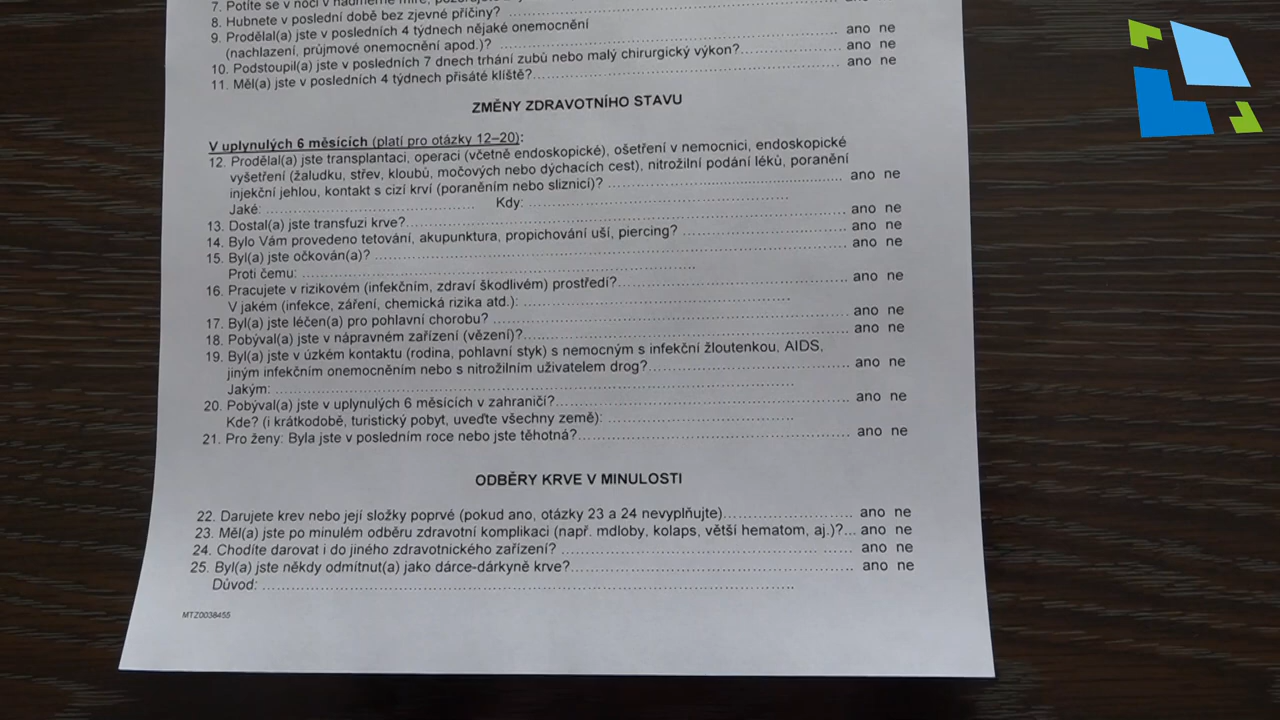 7. Potíte se v noci v nadměrné míře,
8. Hubnete v poslední době bez zjevné příčiny? ........
9. Prodělal(a) jste v posledních 4 týdnech nějaké onemocnění
(nachlazení, průjmové onemocnění apod.)? ........ ano ne
10. Podstoupil(a) jste v posledních 7 dnech trhání zubů nebo malý chirurgický výkon?........ ano ne
11. Měl(a) jste v posledních 4 týdnech přisáté klíště?........ ano ne
ZMĚNY ZDRAVOTNÍHO STAVU
V uplynulých 6 měsících (platí pro otázky 12–20):
12. Prodělal(a) jste transplantaci, operaci (včetně endoskopické), ošetření v nemocnici, endoskopické
vyšetření (žaludku, střev, kloubů, močových nebo dýchacích cest), nitrožilní podání léků, poranění
injekční jehlou, kontakt s cizí krví (poraněním nebo sliznicí)? ........ ano ne
Jaké: ........ Kdy: ........
13. Dostal(a) jste transfuzi krve?........ ano ne
14. Bylo Vám provedeno tetování, akupunktura, propichování uší, piercing? ........ ano ne
15. Byl(a) jste očkován(a)? ........ ano ne
Proti čemu: ........
16. Pracujete v rizikovém (infekčním, zdraví škodlivém) prostředí?........ ano ne
V jakém (infekce, záření, chemická rizika atd.): ........
17. Byl(a) jste léčen(a) pro pohlavní chorobu? ........ ano ne
18. Pobýval(a) jste v nápravném zařízení (vězení)?........ ano ne
19. Byl(a) jste v úzkém kontaktu (rodina, pohlavní styk) s nemocným s infekční žloutenkou, AIDS,
jiným infekčním onemocněním nebo s nitrožilním uživatelem drog?........ ano ne
Jakým: ........
20. Pobýval(a) jste v uplynulých 6 měsících v zahraničí?........ ano ne
Kde? (i krátkodobě, turistický pobyt, uveďte všechny země): ........
21. Pro ženy: Byla jste v posledním roce nebo jste těhotná?........ ano ne
ODBĚRY KRVE V MINULOSTI
22. Darujete krev nebo její složky poprvé (pokud ano, otázky 23 a 24 nevyplňujte)........ ano ne
23. Měl(a) jste po minulém odběru zdravotní komplikaci (např. mdloby, kolaps, větší hematom, aj.)?... ano ne
24. Chodíte darovat i do jiného zdravotnického zařízení? ........ ano ne
25. Byl(a) jste někdy odmítnut(a) jako dárce-dárkyně krve?........ ano ne
Důvod: ........
MTZ0038455